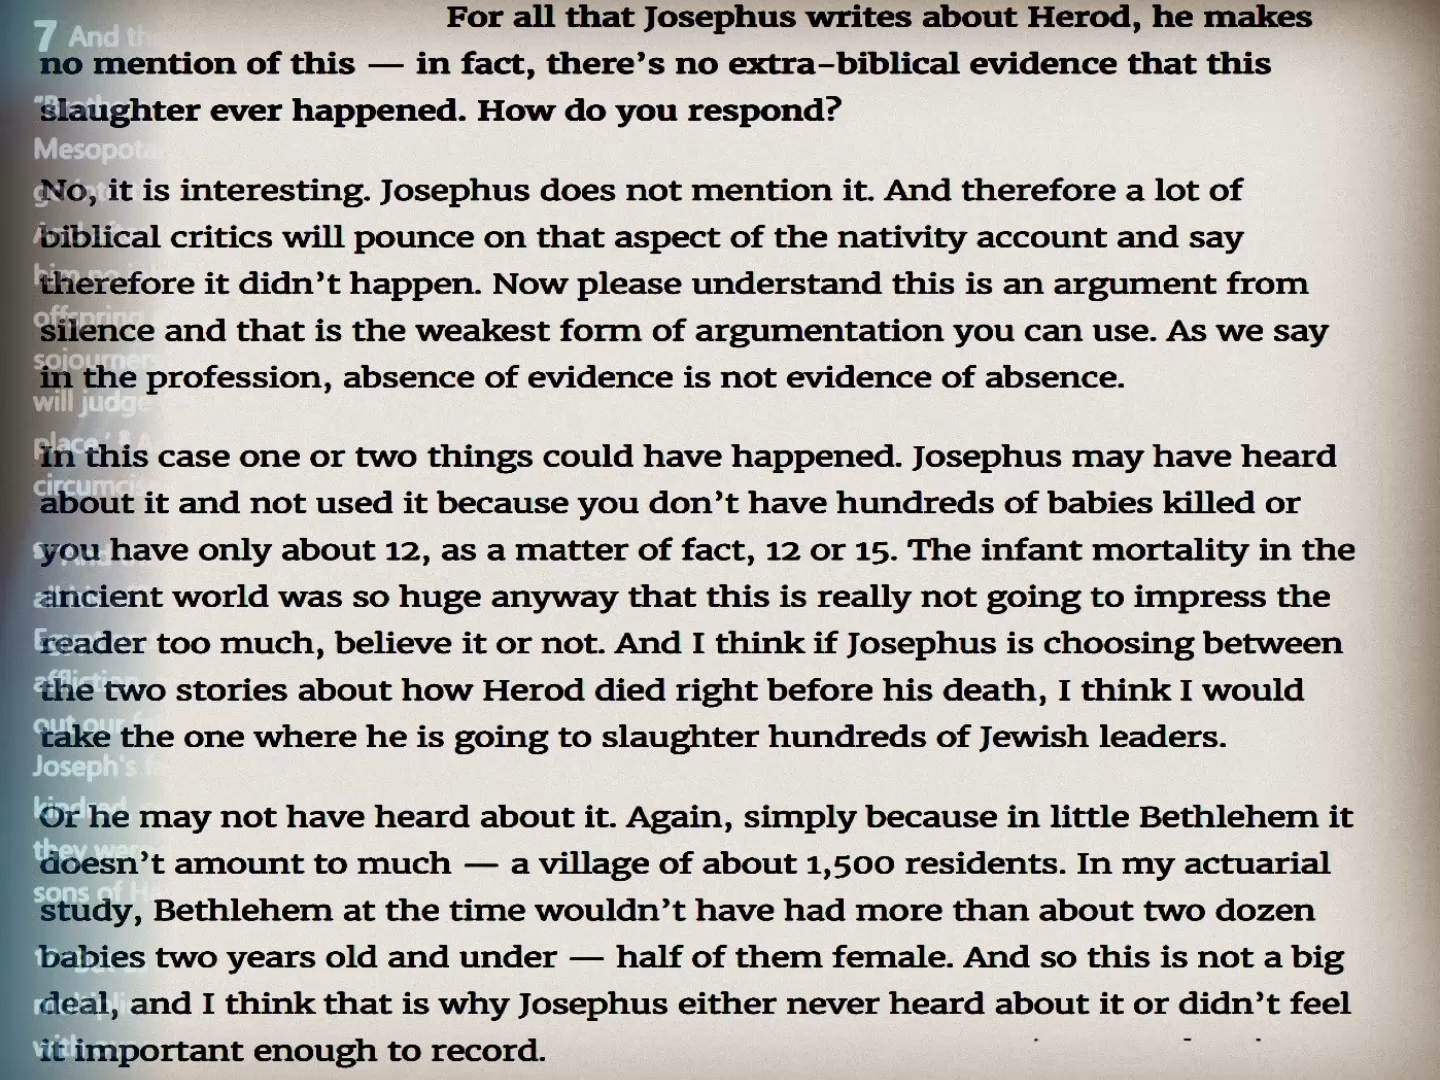 For all that Josephus writes about Herod, he makes
no mention of this — in fact, there's no extra-biblical evidence that this
slaughter ever happened. How do you respond?
No, it is interesting. Josephus does not mention it. And therefore a lot of
biblical critics will pounce on that aspect of the nativity account and say
therefore it didn't happen. Now please understand this is an argument from
silence and that is the weakest form of argumentation you can use. As we say
in the profession, absence of evidence is not evidence of absence.
In this case one or two things could have happened. Josephus may have heard
about it and not used it because you don't have hundreds of babies killed or
you have only about 12, as a matter of fact, 12 or 15. The infant mortality in the
ancient world was so huge anyway that this is really not going to impress the
reader too much, believe it or not. And I think if Josephus is choosing between
the two stories about how Herod died right before his death, I think I would
take the one where he is going to slaughter hundreds of Jewish leaders.
Or he may not have heard about it. Again, simply because in little Bethlehem it
doesn't amount to much — a village of about 1,500 residents. In my actuarial
study, Bethlehem at the time wouldn't have had more than about two dozen
babies two years old and under — half of them female. And so this is not a big
deal, and I think that is why Josephus either never heard about it or didn't feel
it important enough to record.
7 And
offspring
will judge
place.' 8
Joseph's
kindred,
they were
sons of